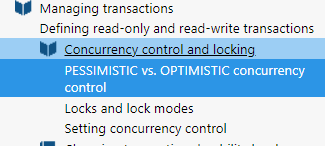 Managing transactions
Defining read-only and read-write transactions
Concurrency control and locking
PESSIMISTIC vs. OPTIMISTIC concurrency
control
Locks and lock modes
Setting concurrency control